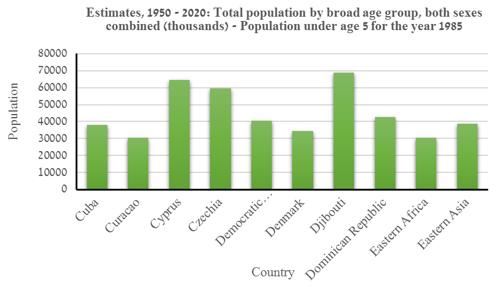 Estimates, 1950 - 2020: Total population by broad age group, both sexes
combined (thousands) - Population under age 5 for the year 1985
80000
70000
60000
50000
40000
30000
20000
10000
0
Population
Cuba
Curacao
Cyprus
Czechia
Democratic...
Denmark
Djibouti
Dominican Republic
Eastern Africa
Eastern Asia
Country